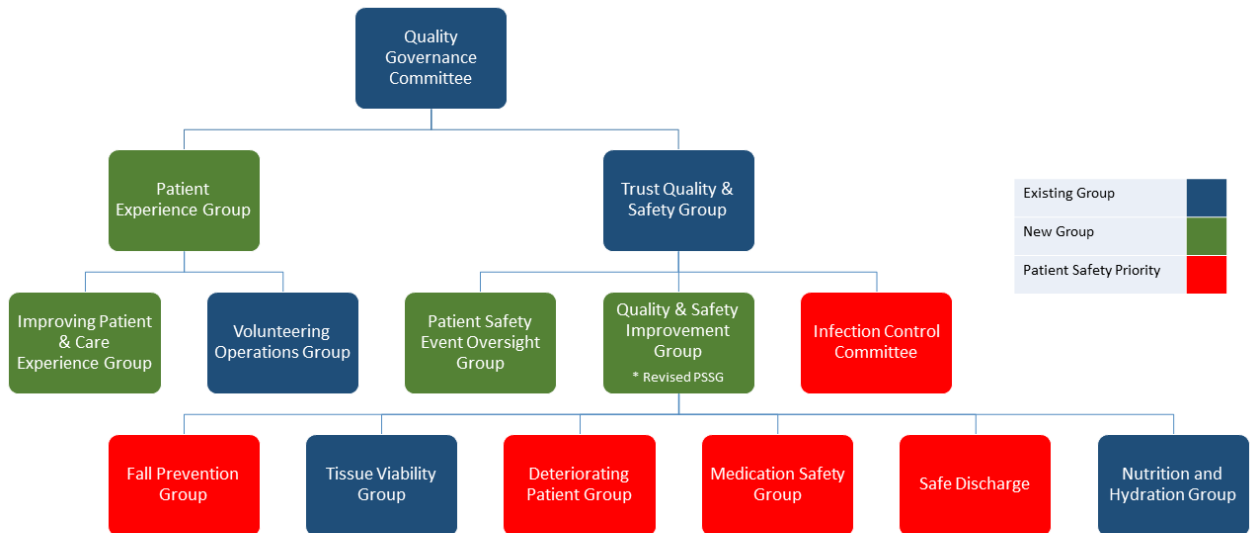 Quality
Governance
Committee
Patient
Experience Group
Trust Quality &
Safety Group
Existing Group
New Group
Patient Safety Priority
Improving Patient
& Care
Experience Group
Volunteering
Operations Group
Patient Safety
Event Oversight
Group
Quality & Safety
Improvement
Group
* Revised PSSG
Infection Control
Committee
Fall Prevention
Group
Tissue Viability
Group
Deteriorating
Patient Group
Medication Safety
Group
Safe Discharge
Nutrition and
Hydration Group